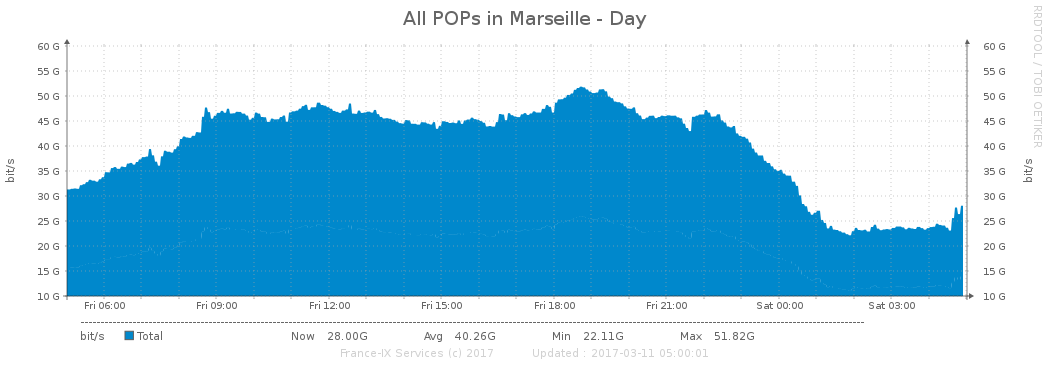 All POPs in Marseille - Day
RRDTOOL / TOBI OETIKER
60 G 60 G
55 G 55 G
50 G 50 G
45 G 45 G
40 G 40 G
35 G 35 G
30 G 30 G
25 G 25 G
20 G 20 G
15 G 15 G
10 G 10 G
bit/s bit/s
Fri 06:00 Fri 09:00 Fri 12:00 Fri 15:00 Fri 18:00 Fri 21:00 Sat 00:00 Sat 03:00
bit/s Total Now 28.00G Avg 40.26G Min 22.11G Max 51.82G
France-IX Services (c) 2017 Updated : 2017-03-11 05:00:01